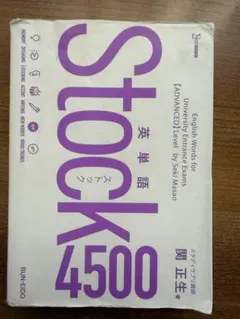 Stock
4500
英単語
ストック
English Words for
University Entrance Exams
【ADVANCED】Level by Seki Masao
スタディサプリ講師
関 正生 著
BUN-EIDO